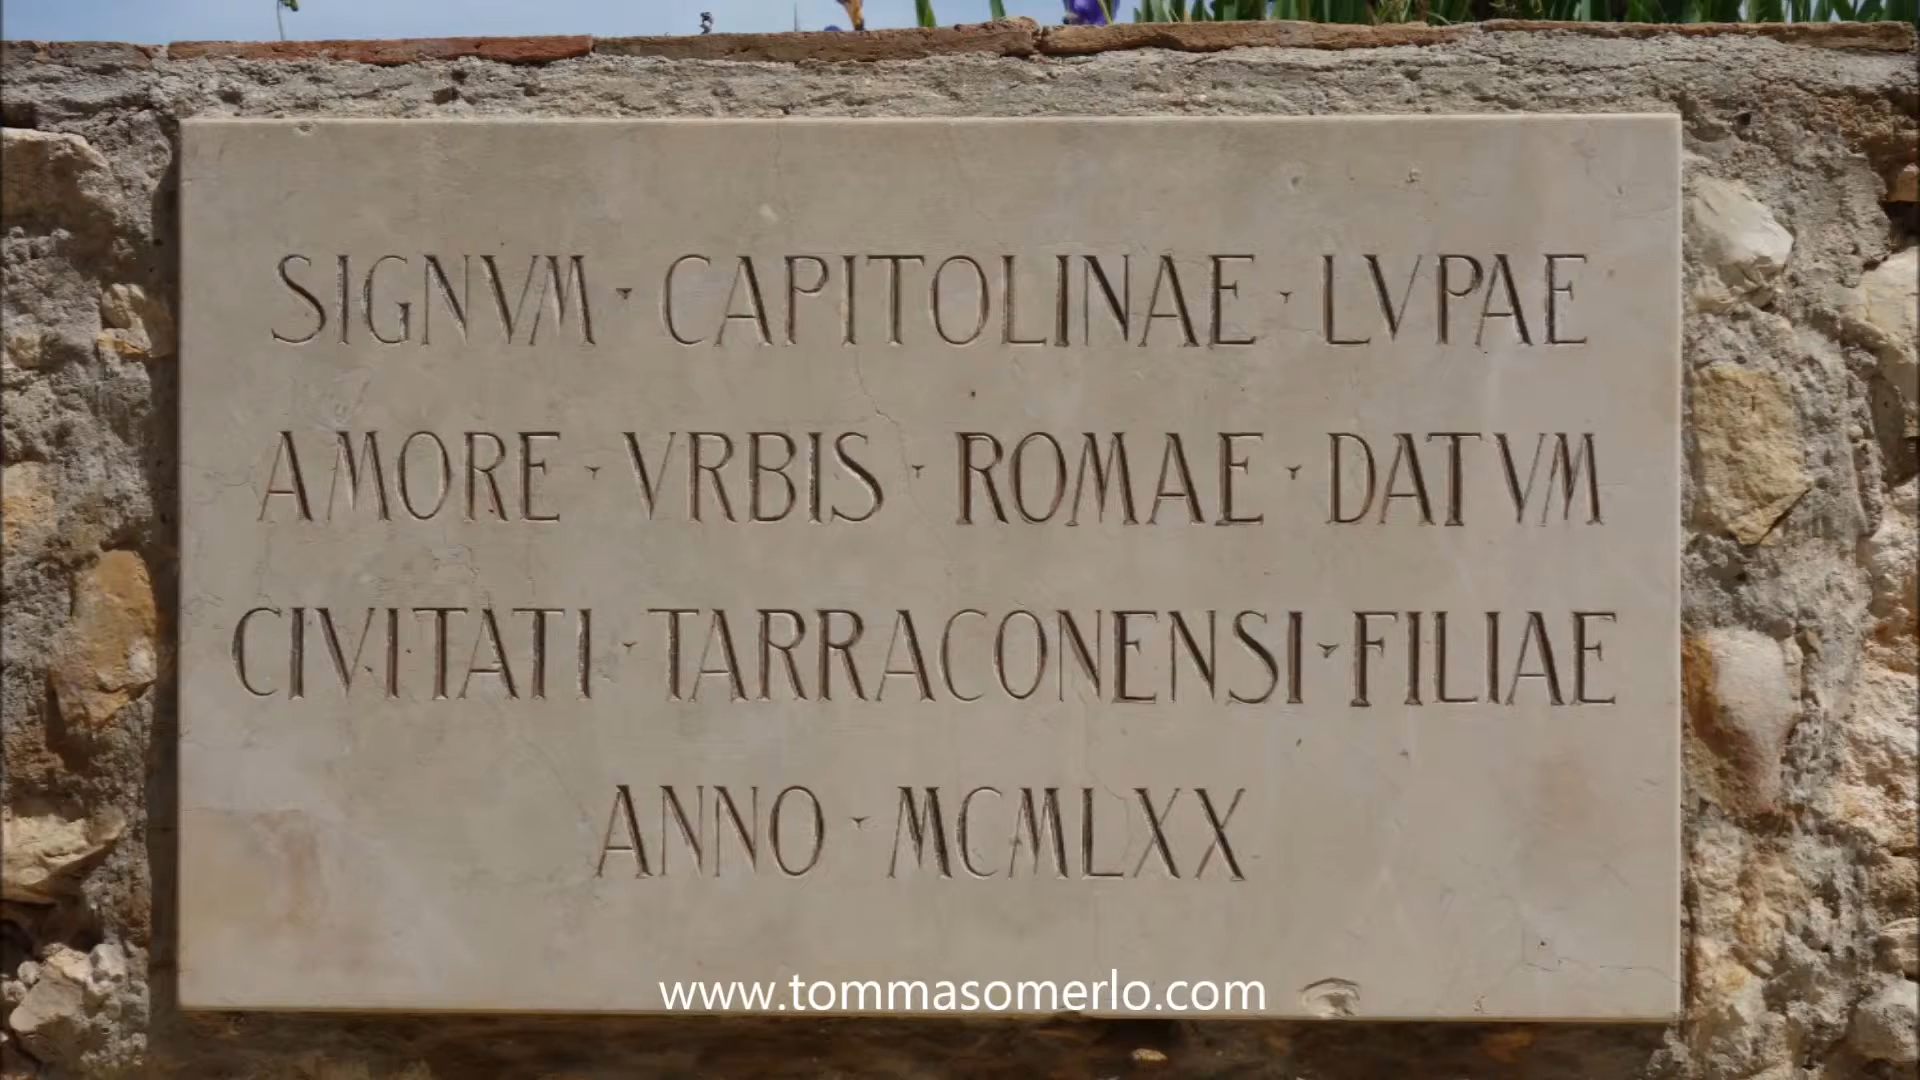 SIGNVM · CAPITOLINAE · LVPAE
AMORE · VRBIS · ROMAE · DATVM
CIVITATI · TARRACONENSI · FILIAE
ANNO · MCMLXX
www.tommasomerlo.com